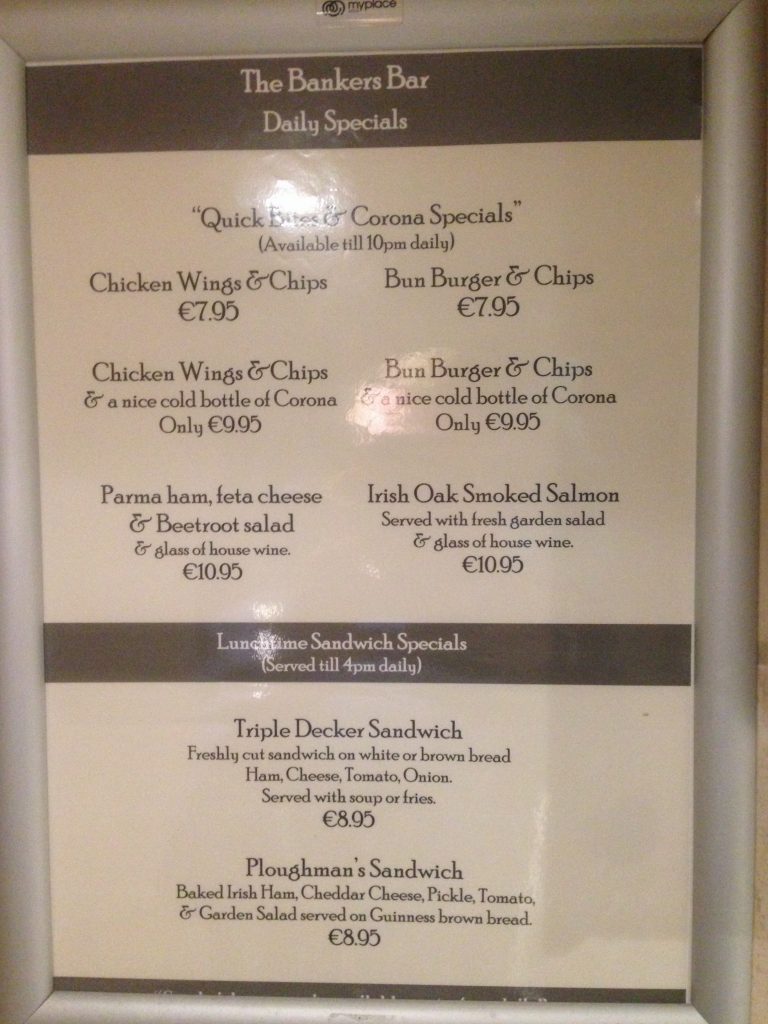 myplace
The Bankers Bar
Daily Specials
“Quick Bites & Corona Specials”
(Available till 10pm daily)
Chicken Wings & Chips
€7.95
Bun Burger & Chips
€7.95
Chicken Wings & Chips
& a nice cold bottle of Corona
Only €9.95
Bun Burger & Chips
& a nice cold bottle of Corona
Only €9.95
Parma ham, feta cheese
& Beetroot salad
& glass of house wine.
€10.95
Irish Oak Smoked Salmon
Served with fresh garden salad
& glass of house wine.
€10.95
Lunchtime Sandwich Specials
(Served till 4pm daily)
Triple Decker Sandwich
Freshly cut sandwich on white or brown bread
Ham, Cheese, Tomato, Onion.
Served with soup or fries.
€8.95
Ploughman's Sandwich
Baked Irish Ham, Cheddar Cheese, Pickle, Tomato,
& Garden Salad served on Guinness brown bread.
€8.95